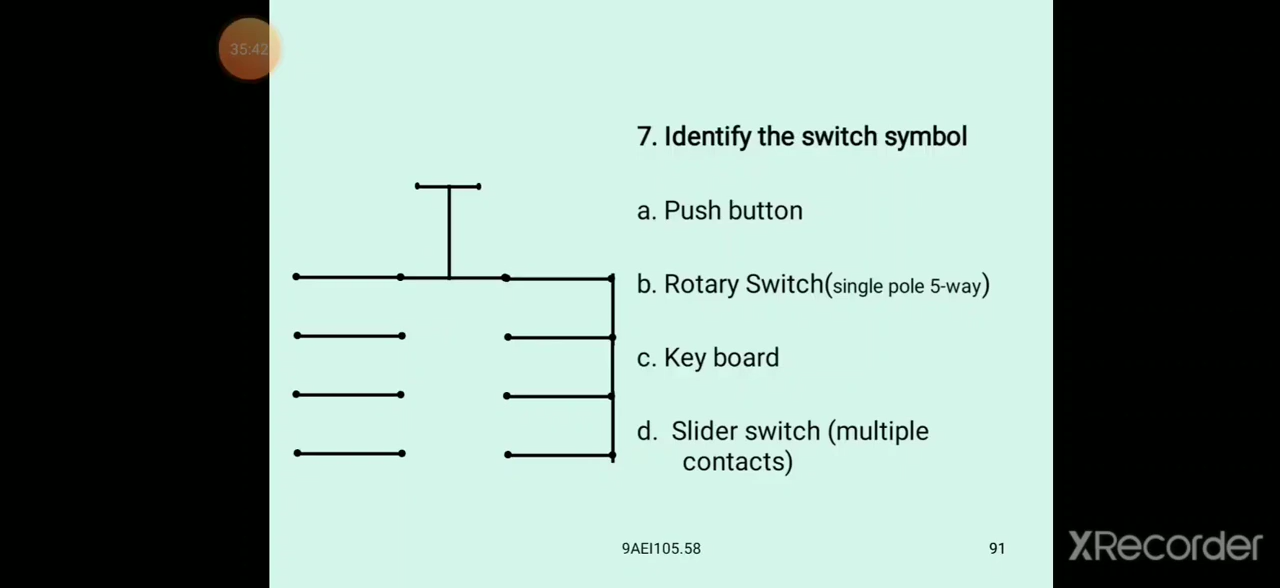 35:42
7. Identify the switch symbol
a. Push button
b. Rotary Switch(single pole 5-way)
c. Key board
d. Slider switch (multiple
contacts)
9AEI105.58
91
XRecorder